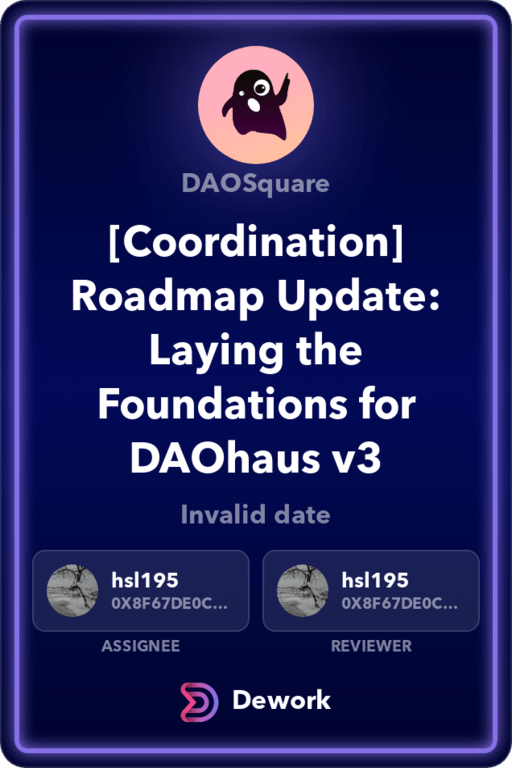 DAOSquare
[Coordination]
Roadmap Update:
Laying the
Foundations for
DAOhaus v3
Invalid date
hsl195
0X8F67DE0C...
ASSIGNEE
hsl195
0X8F67DE0C...
REVIEWER
Dework